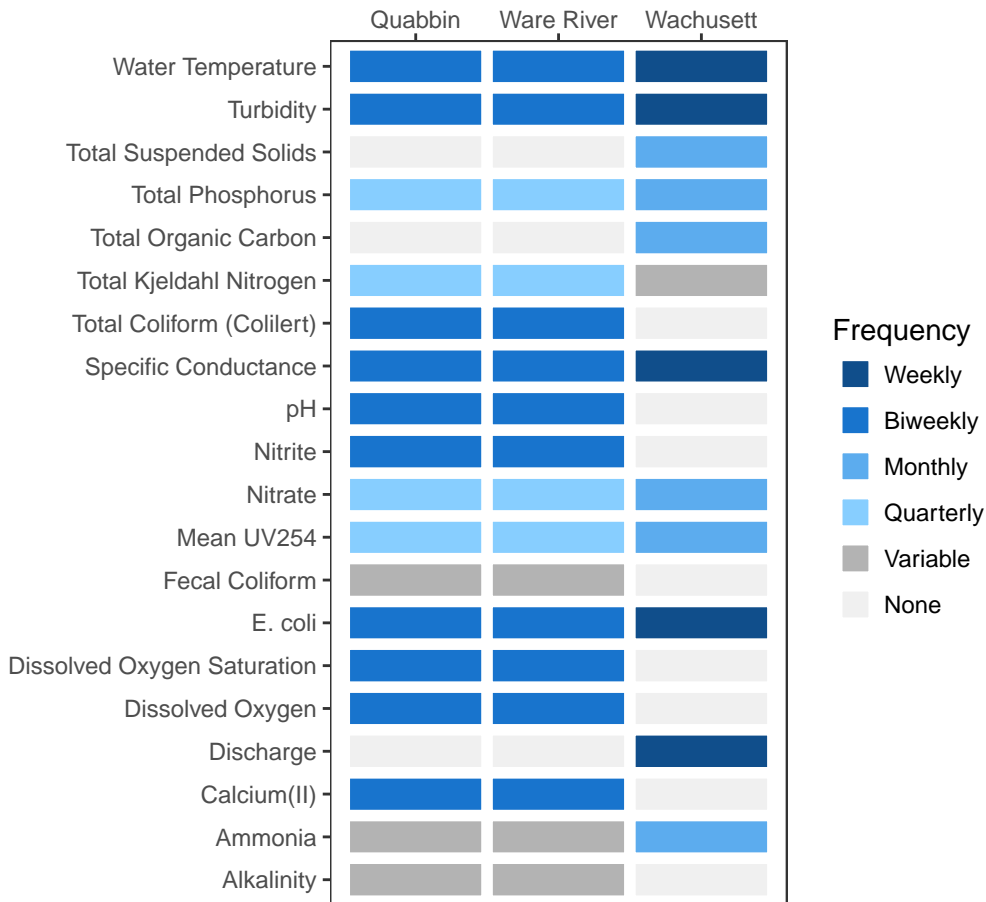 Quabbin Ware River Wachusett
Water Temperature
Turbidity
Total Suspended Solids
Total Phosphorus
Total Organic Carbon
Total Kjeldahl Nitrogen
Total Coliform (Colilert)
Specific Conductance
pH
Nitrite
Nitrate
Mean UV254
Fecal Coliform
E. coli
Dissolved Oxygen Saturation
Dissolved Oxygen
Discharge
Calcium(II)
Ammonia
Alkalinity
Frequency
Weekly
Biweekly
Monthly
Quarterly
Variable
None